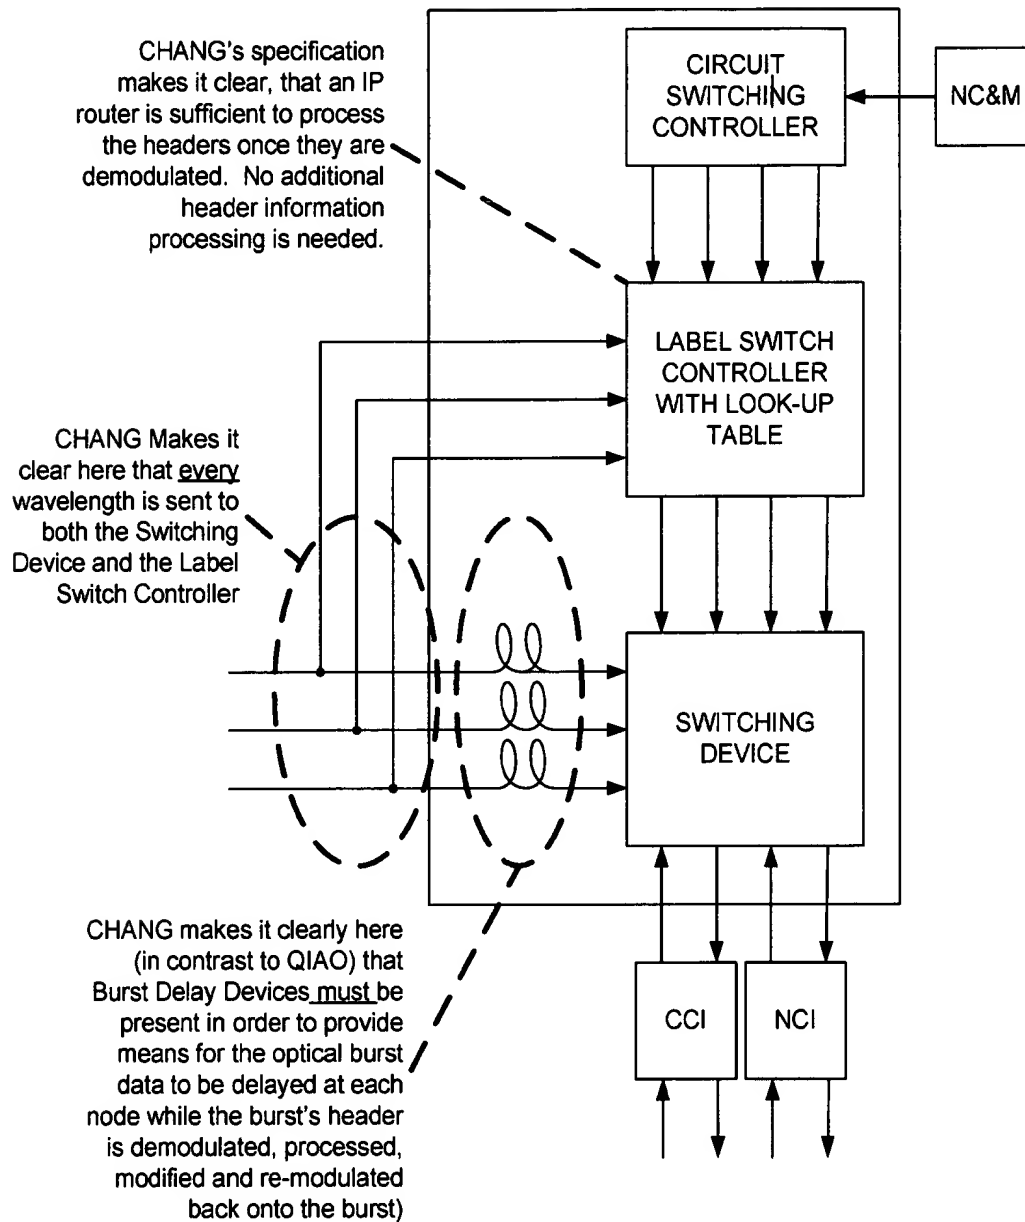 CHANG's specification
makes it clear, that an IP
router is sufficient to process
the headers once they are
demodulated. No additional
header information
processing is needed.
CIRCUIT
SWITCHING
CONTROLLER
NC&M
LABEL SWITCH
CONTROLLER
WITH LOOK-UP
TABLE
CHANG Makes it
clear here that every
wavelength is sent to
both the Switching
Device and the Label
Switch Controller
SWITCHING
DEVICE
CHANG makes it clearly here
(in contrast to QIAO) that
Burst Delay Devices must be
present in order to provide
means for the optical burst
data to be delayed at each
node while the burst's header
is demodulated, processed,
modified and re-modulated
back onto the burst)
CCI
NCI